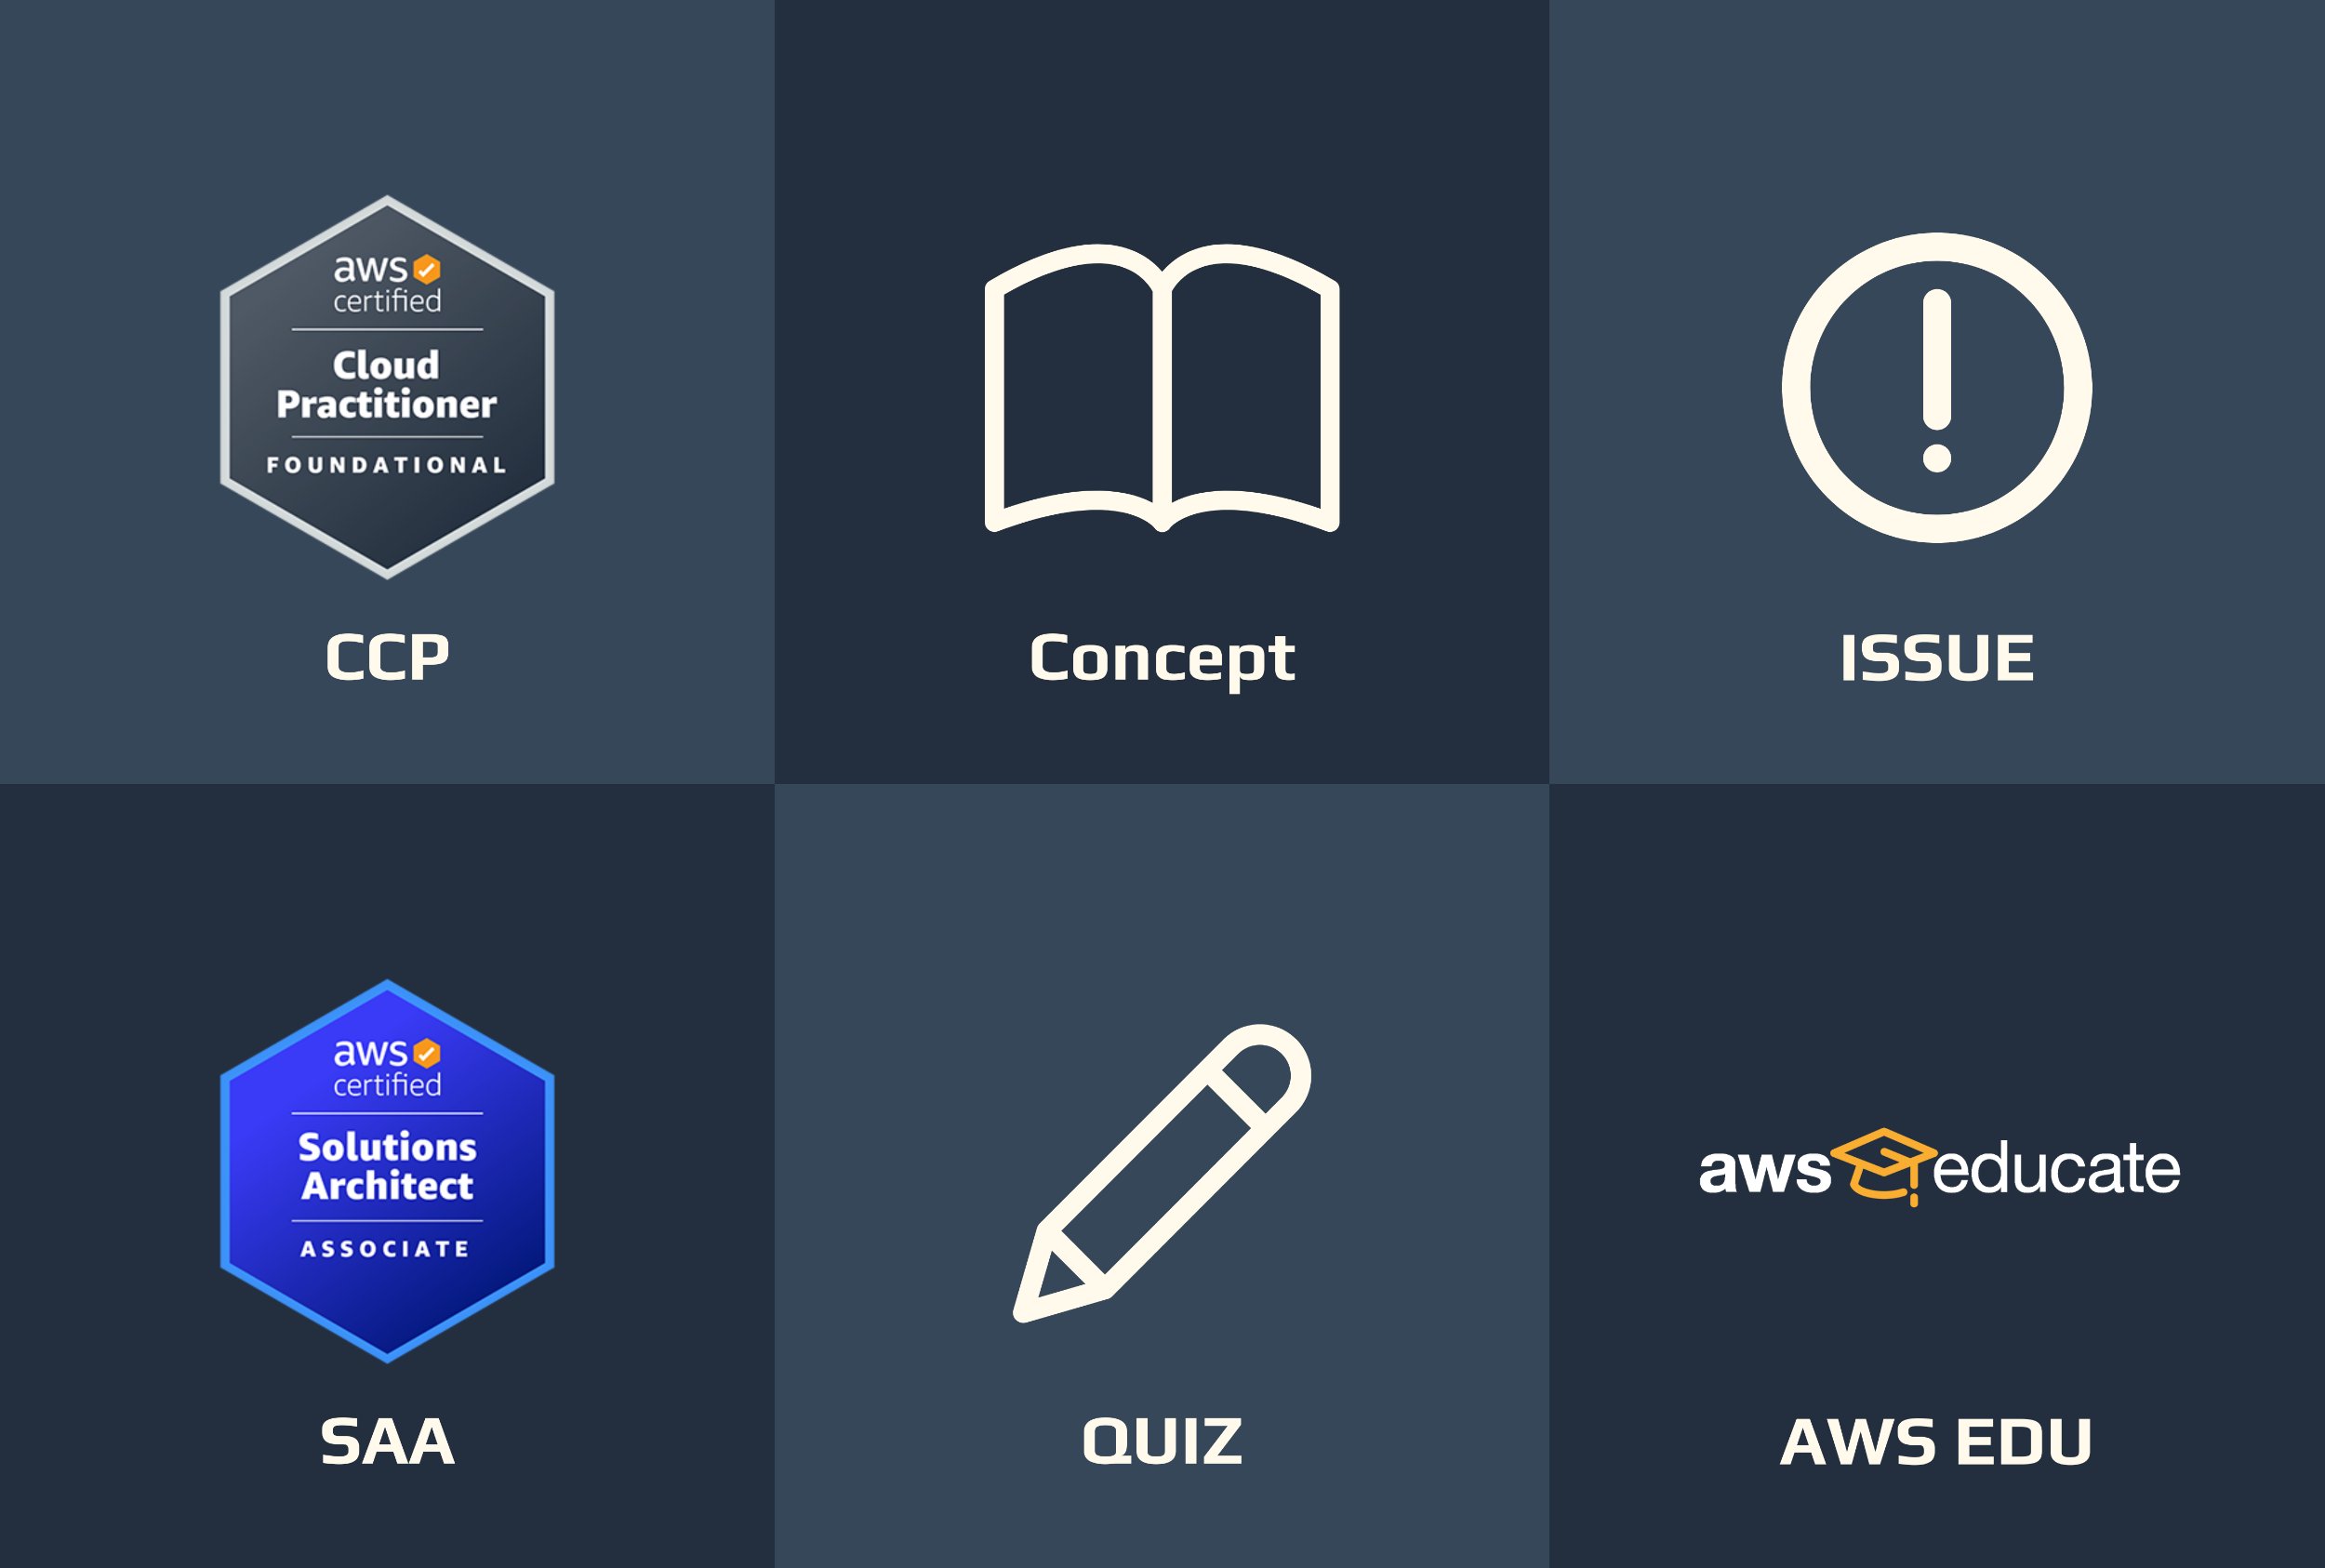 aws
certified
Cloud
Practitioner
FOUNDATIONAL
CCP
Concept
ISSUE
aws
certified
Solutions
Architect
ASSOCIATE
SAA
QUIZ
aws educate
AWS EDU